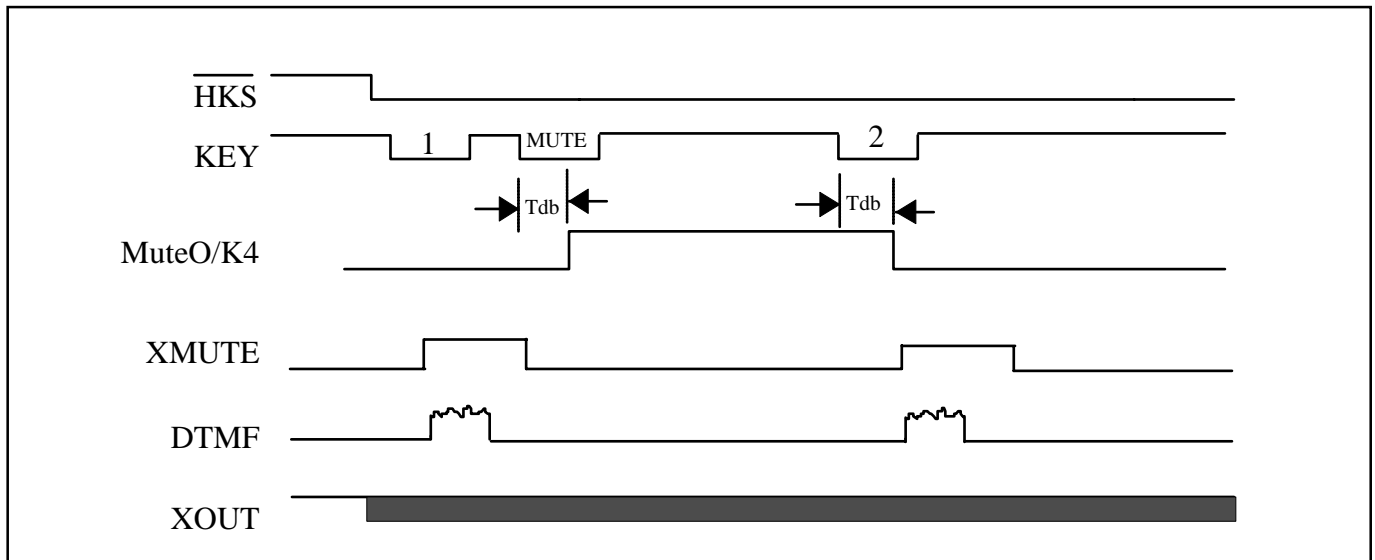 HKS
KEY 1 MUTE 2
Tdb Tdb
MuteO/K4
XMUTE
DTMF
XOUT